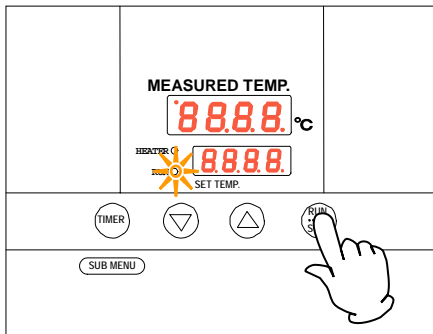 MEASURED TEMP.
8.8.8.8.
°C
HEATER
8.8.8.8.
SET TEMP.
TIMER
RUN
SUB MENU